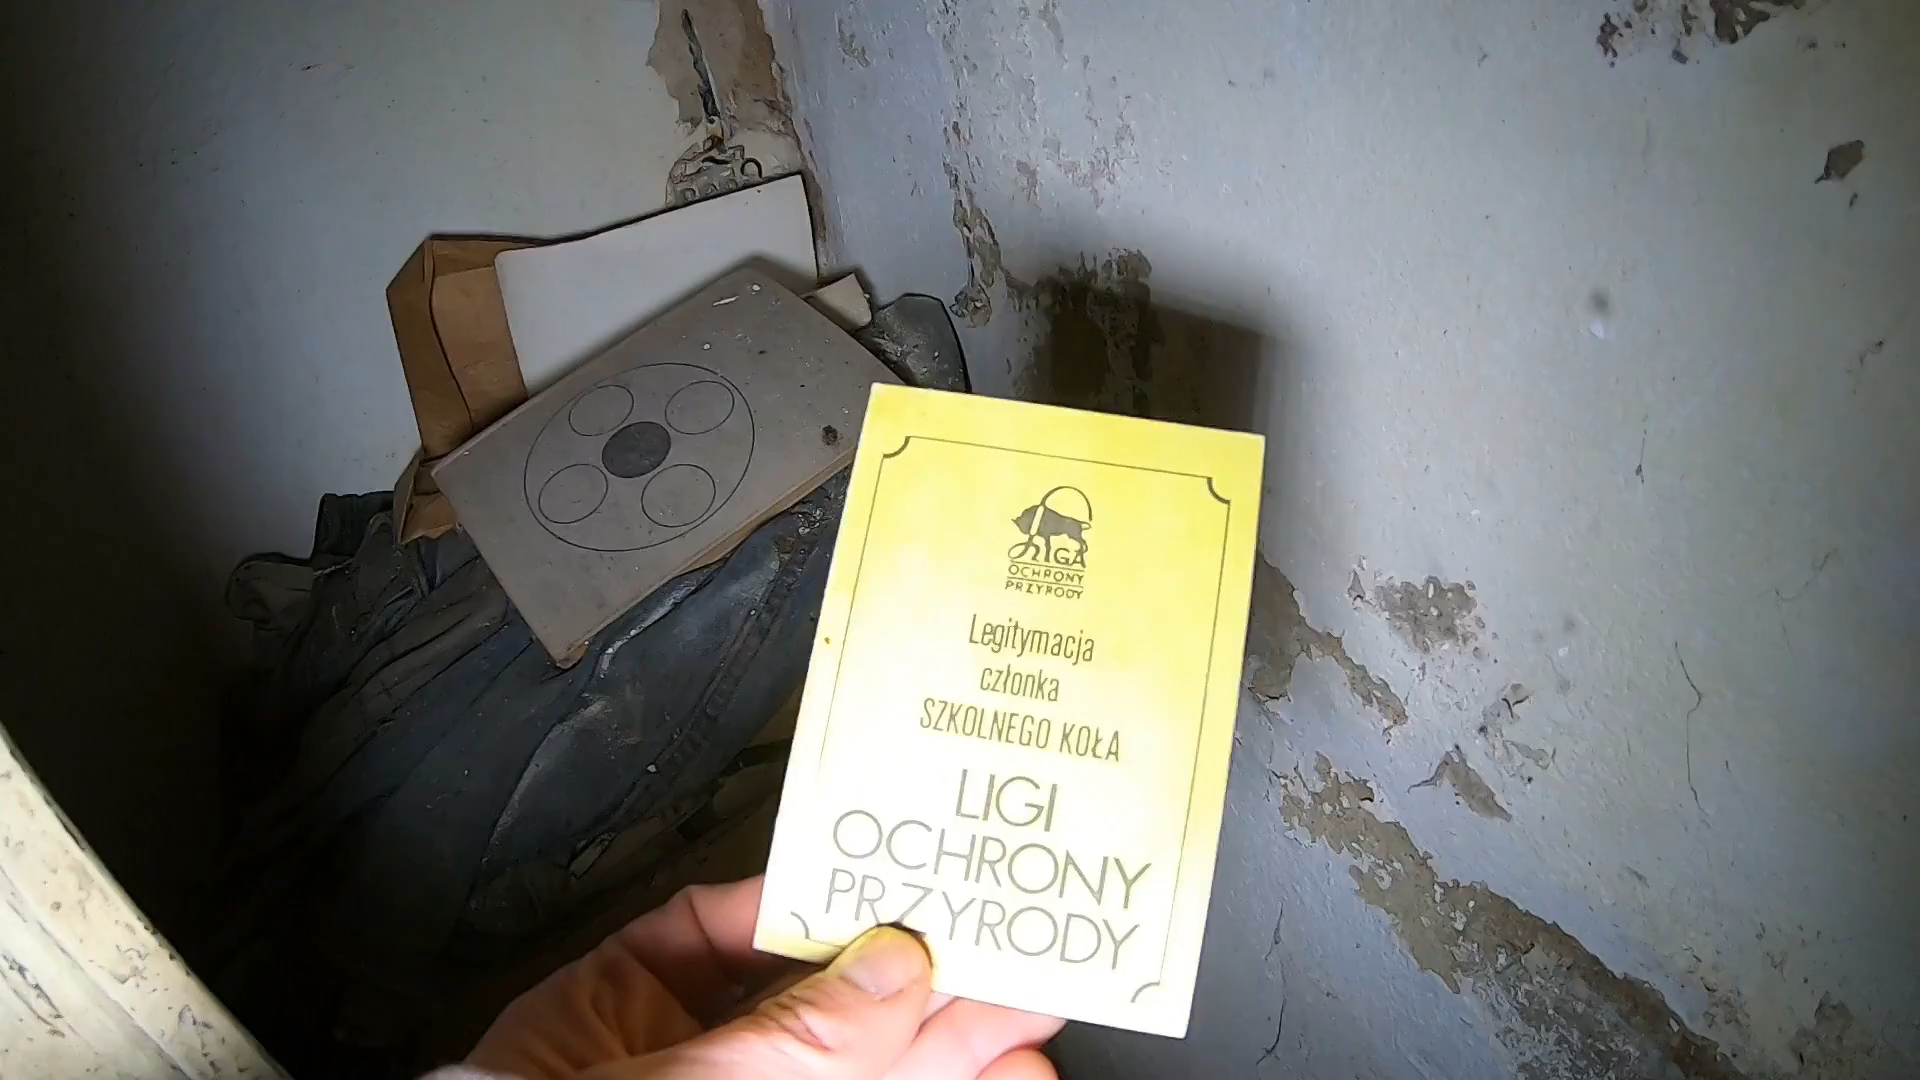 LIGA
OCHRONY
PRZYRODY
Legitymacja
członka
SZKOLNEGO KOŁA
LIGI
OCHRONY
PRZYRODY